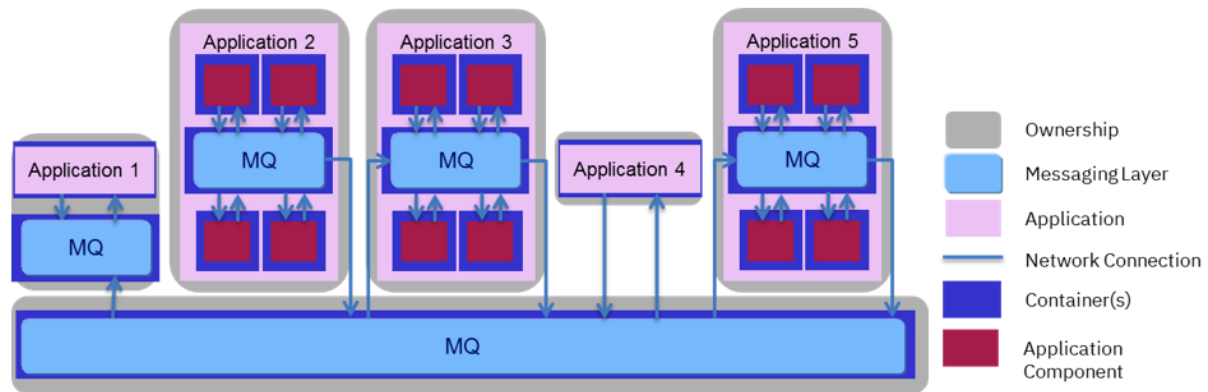 Application 2
Application 3
Application 5
MQ
MQ
MQ
Application 1
Application 4
MQ
MQ
Ownership
Messaging Layer
Application
Network Connection
Container(s)
Application
Component